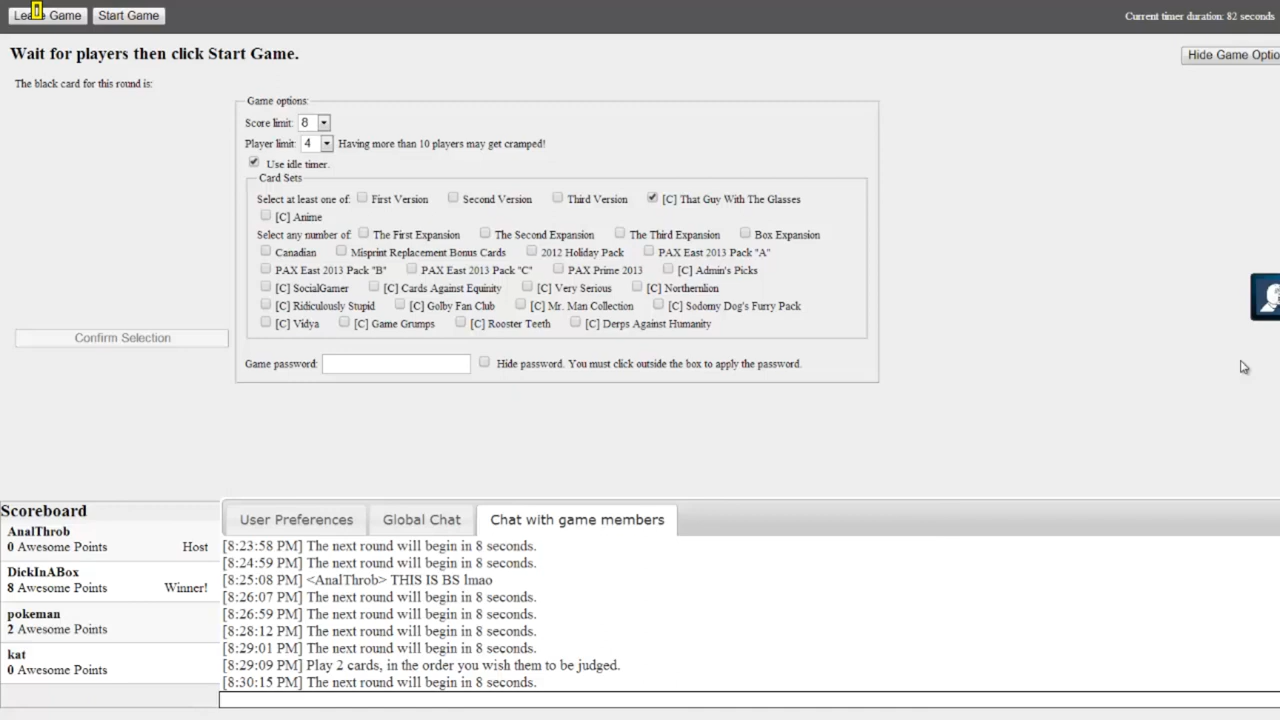 Leave Game Start Game Current timer duration: 82 seconds
Wait for players then click Start Game.
Hide Game Optio
The black card for this round is:
Game options:
Score limit: 8
Player limit: 4 Having more than 10 players may get cramped!
Use idle timer.
Card Sets
Select at least one of: First Version Second Version Third Version [C] That Guy With The Glasses
[C] Anime
Select any number of: The First Expansion The Second Expansion The Third Expansion Box Expansion
Canadian Misprint Replacement Bonus Cards 2012 Holiday Pack PAX East 2013 Pack "A"
PAX East 2013 Pack "B" PAX East 2013 Pack "C" PAX Prime 2013 [C] Admin's Picks
[C] SocialGamer [C] Cards Against Equinity [C] Very Serious [C] Northernlion
[C] Ridiculously Stupid [C] Golby Fan Club [C] Mr. Man Collection [C] Sodomy Dog's Furry Pack
[C] Vidya [C] Game Grumps [C] Rooster Teeth [C] Derps Against Humanity
Confirm Selection
Game password: Hide password. You must click outside the box to apply the password.
Scoreboard
AnalThrob
0 Awesome Points Host
DickInABox
8 Awesome Points Winner!
pokeman
2 Awesome Points
kat
0 Awesome Points
User Preferences Global Chat Chat with game members
[8:23:58 PM] The next round will begin in 8 seconds.
[8:24:59 PM] The next round will begin in 8 seconds.
[8:25:08 PM] <AnalThrob> THIS IS BS lmao
[8:26:07 PM] The next round will begin in 8 seconds.
[8:26:59 PM] The next round will begin in 8 seconds.
[8:28:12 PM] The next round will begin in 8 seconds.
[8:29:01 PM] The next round will begin in 8 seconds.
[8:29:09 PM] Play 2 cards, in the order you wish them to be judged.
[8:30:15 PM] The next round will begin in 8 seconds.